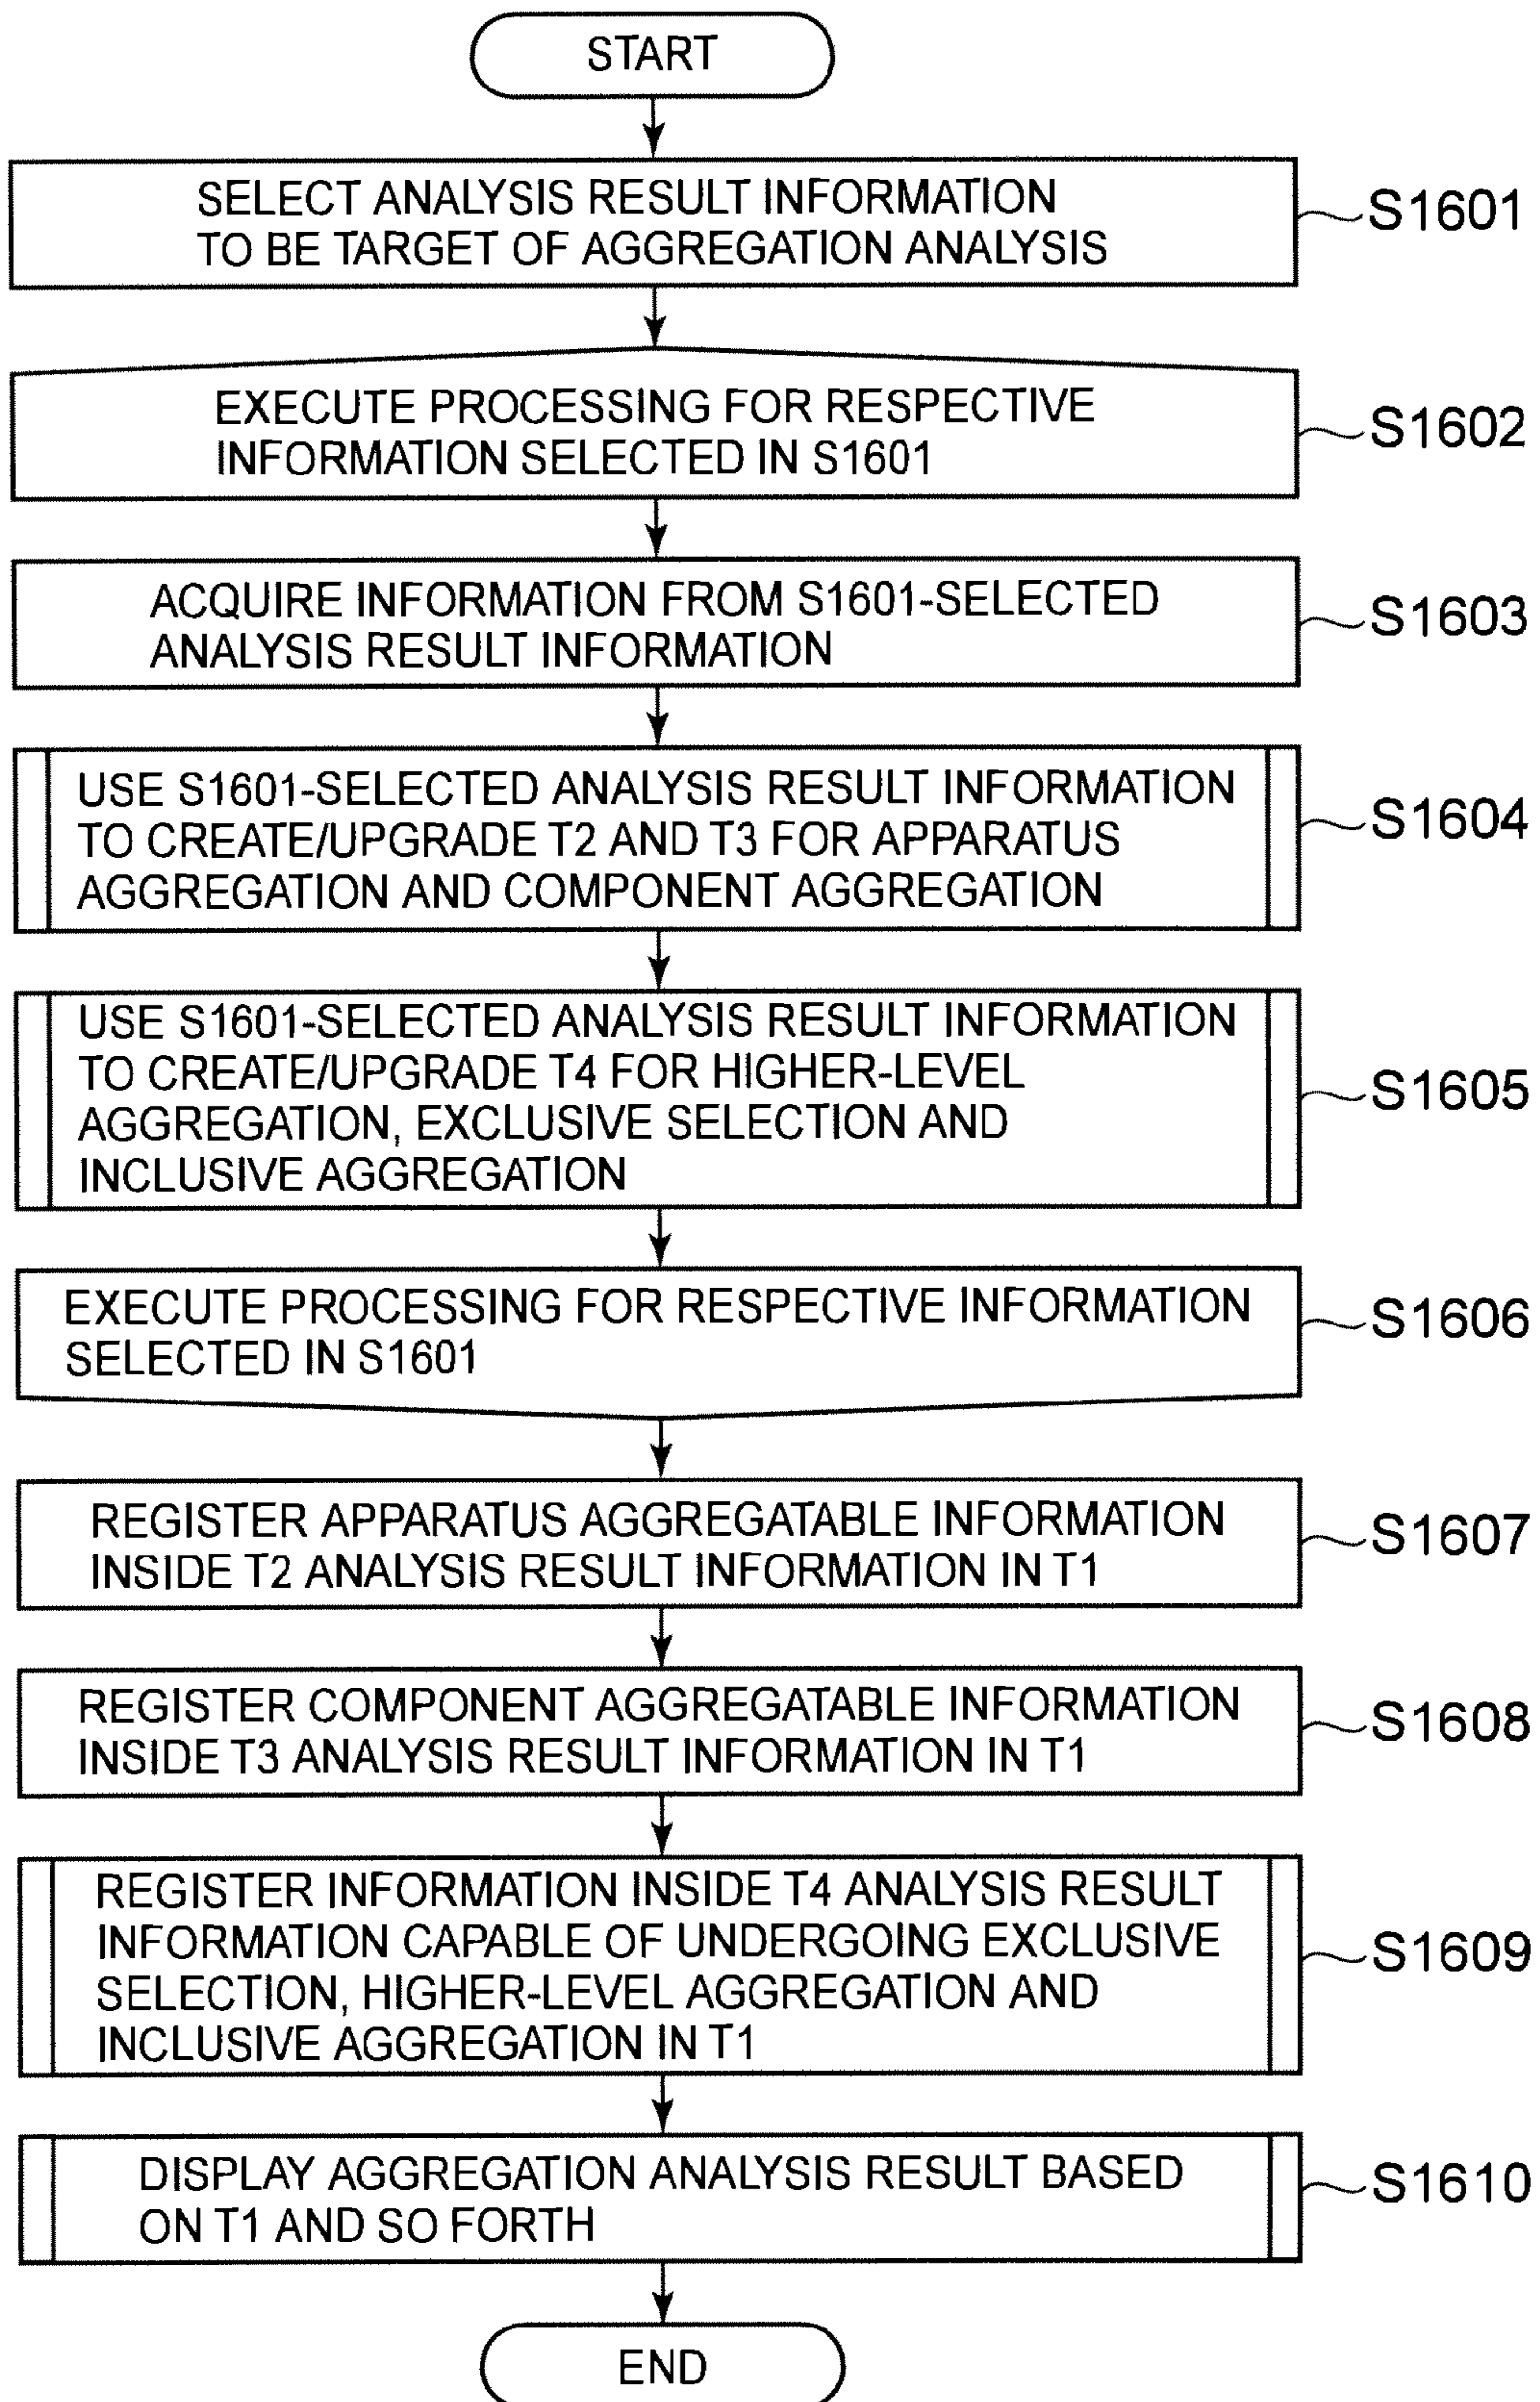 START
SELECT ANALYSIS RESULT INFORMATION
TO BE TARGET OF AGGREGATION ANALYSIS
S1601
EXECUTE PROCESSING FOR RESPECTIVE
INFORMATION SELECTED IN S1601
S1602
ACQUIRE INFORMATION FROM S1601-SELECTED
ANALYSIS RESULT INFORMATION
S1603
USE S1601-SELECTED ANALYSIS RESULT INFORMATION
TO CREATE/UPGRADE T2 AND T3 FOR APPARATUS
AGGREGATION AND COMPONENT AGGREGATION
S1604
USE S1601-SELECTED ANALYSIS RESULT INFORMATION
TO CREATE/UPGRADE T4 FOR HIGHER-LEVEL
AGGREGATION, EXCLUSIVE SELECTION AND
INCLUSIVE AGGREGATION
S1605
EXECUTE PROCESSING FOR RESPECTIVE INFORMATION
SELECTED IN S1601
S1606
REGISTER APPARATUS AGGREGATABLE INFORMATION
INSIDE T2 ANALYSIS RESULT INFORMATION IN T1
S1607
REGISTER COMPONENT AGGREGATABLE INFORMATION
INSIDE T3 ANALYSIS RESULT INFORMATION IN T1
S1608
REGISTER INFORMATION INSIDE T4 ANALYSIS RESULT
INFORMATION CAPABLE OF UNDERGOING EXCLUSIVE
SELECTION, HIGHER-LEVEL AGGREGATION AND
INCLUSIVE AGGREGATION IN T1
S1609
DISPLAY AGGREGATION ANALYSIS RESULT BASED
ON T1 AND SO FORTH
S1610
END